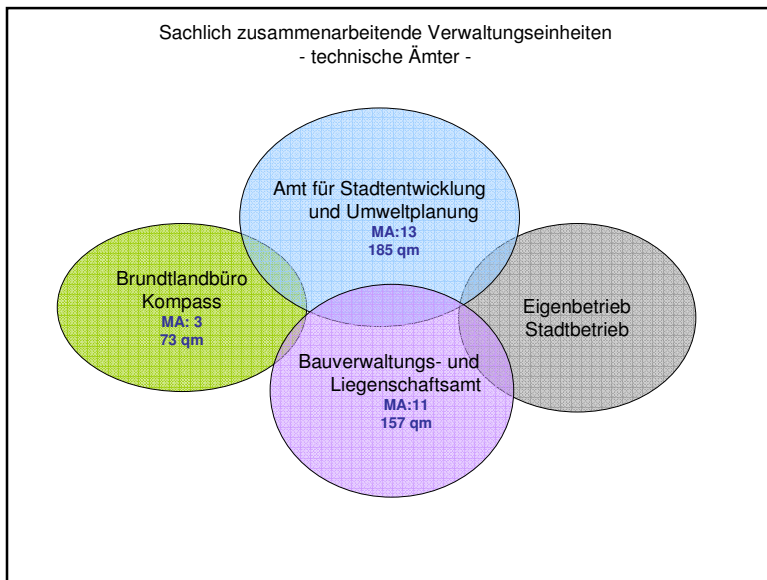 Sachlich zusammenarbeitende Verwaltungseinheiten
- technische Ämter -
Amt für Stadtentwicklung
und Umweltplanung
MA:13
185 qm
Brundtlandbüro
Kompass
MA: 3
73 qm
Eigenbetrieb
Stadtbetrieb
Bauverwaltungs- und
Liegenschaftsamt
MA:11
157 qm